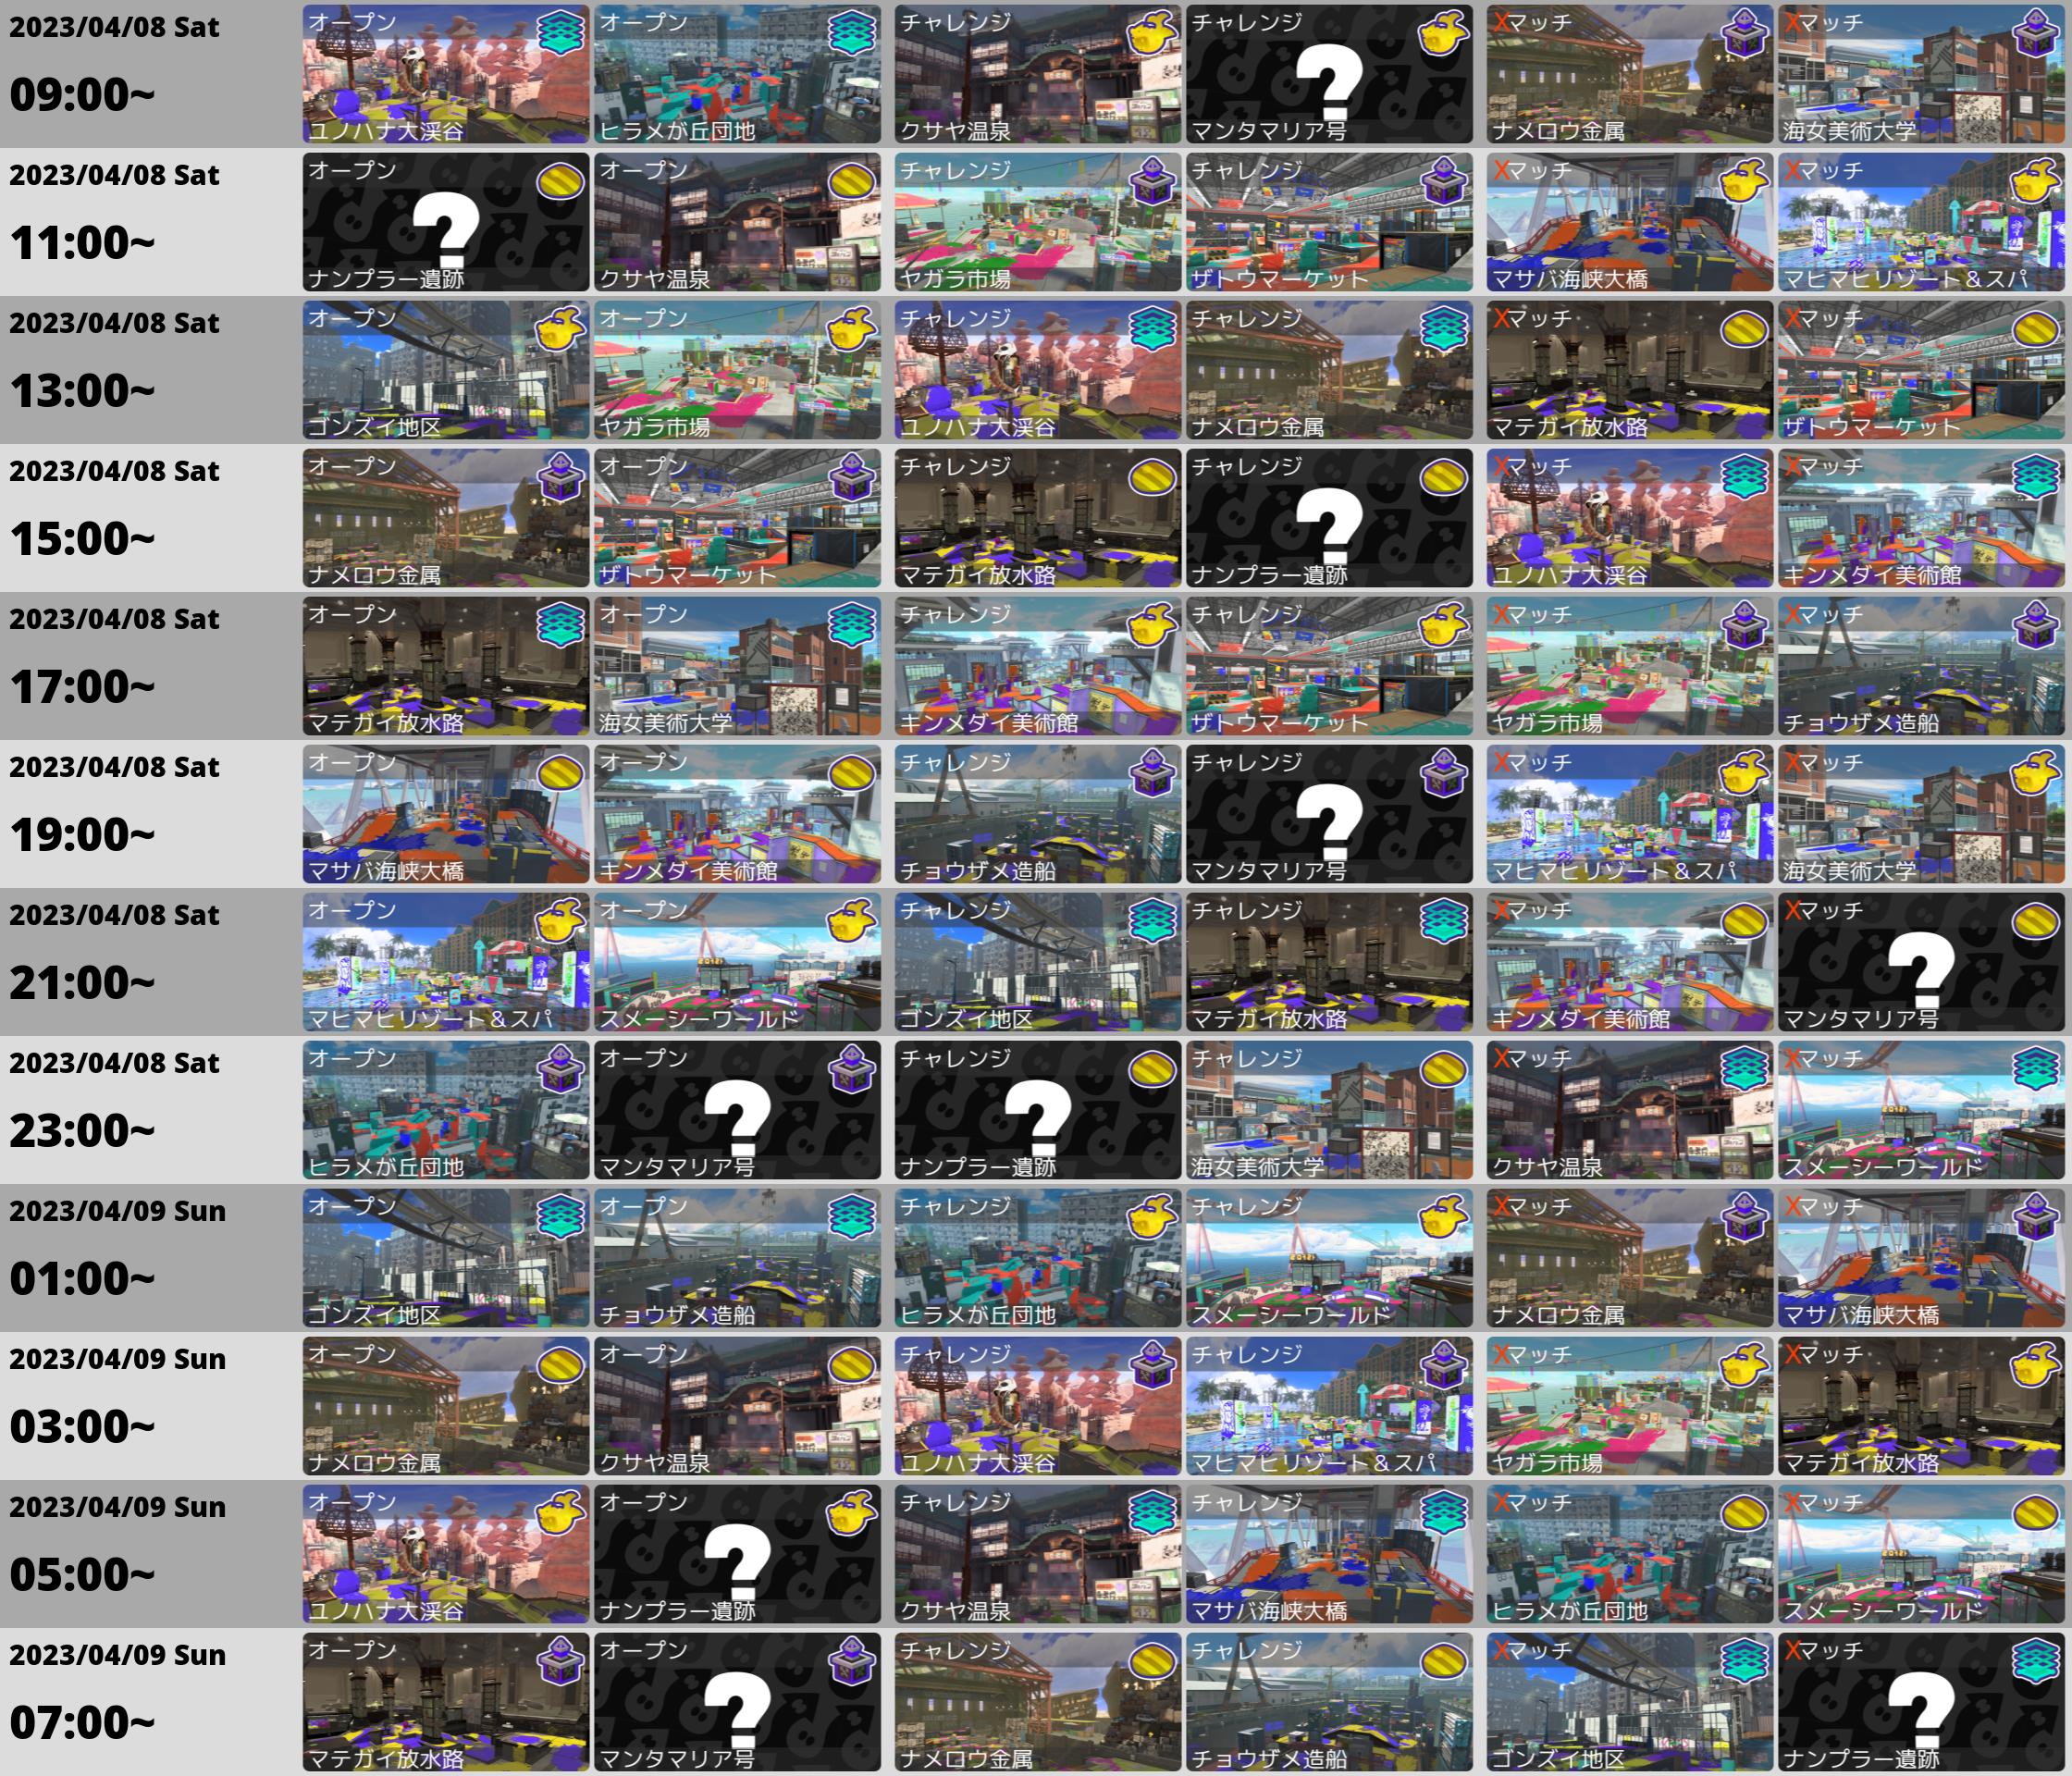 2023/04/08 Sat
09:00~
オープン オープン チャレンジ チャレンジ Xマッチ Xマッチ
ユノハナ大渓谷 ヒラメが丘団地 クサヤ温泉 マンタマリア号 ナメロウ金属 海女美術大学
2023/04/08 Sat
11:00~
オープン オープン チャレンジ チャレンジ Xマッチ Xマッチ
ナンプラー遺跡 クサヤ温泉 ヤガラ市場 ザトウマーケット マサバ海峡大橋 マヒマヒリゾート＆スパ
2023/04/08 Sat
13:00~
オープン オープン チャレンジ チャレンジ Xマッチ Xマッチ
ゴンズイ地区 ヤガラ市場 ユノハナ大渓谷 ナメロウ金属 マテガイ放水路 ザトウマーケット
2023/04/08 Sat
15:00~
オープン オープン チャレンジ チャレンジ Xマッチ Xマッチ
ナメロウ金属 ザトウマーケット マテガイ放水路 ナンプラー遺跡 ユノハナ大渓谷 キンメダイ美術館
2023/04/08 Sat
17:00~
オープン オープン チャレンジ チャレンジ Xマッチ Xマッチ
マテガイ放水路 海女美術大学 キンメダイ美術館 ザトウマーケット ヤガラ市場 チョウザメ造船
2023/04/08 Sat
19:00~
オープン オープン チャレンジ チャレンジ Xマッチ Xマッチ
マサバ海峡大橋 キンメダイ美術館 チョウザメ造船 マンタマリア号 マヒマヒリゾート＆スパ 海女美術大学
2023/04/08 Sat
21:00~
オープン オープン チャレンジ チャレンジ Xマッチ Xマッチ
マヒマヒリゾート＆スパ スメーシーワールド ゴンズイ地区 マテガイ放水路 キンメダイ美術館 マンタマリア号
2023/04/08 Sat
23:00~
オープン オープン チャレンジ チャレンジ Xマッチ Xマッチ
ヒラメが丘団地 マンタマリア号 ナンプラー遺跡 海女美術大学 クサヤ温泉 スメーシーワールド
2023/04/09 Sun
01:00~
オープン オープン チャレンジ チャレンジ Xマッチ Xマッチ
ゴンズイ地区 チョウザメ造船 ヒラメが丘団地 スメーシーワールド ナメロウ金属 マサバ海峡大橋
2023/04/09 Sun
03:00~
オープン オープン チャレンジ チャレンジ Xマッチ Xマッチ
ナメロウ金属 クサヤ温泉 ユノハナ大渓谷 マヒマヒリゾート＆スパ ヤガラ市場 マテガイ放水路
2023/04/09 Sun
05:00~
オープン オープン チャレンジ チャレンジ Xマッチ Xマッチ
ユノハナ大渓谷 ナンプラー遺跡 クサヤ温泉 マサバ海峡大橋 ヒラメが丘団地 スメーシーワールド
2023/04/09 Sun
07:00~
オープン オープン チャレンジ チャレンジ Xマッチ Xマッチ
マテガイ放水路 マンタマリア号 ナメロウ金属 チョウザメ造船 ゴンズイ地区 ナンプラー遺跡